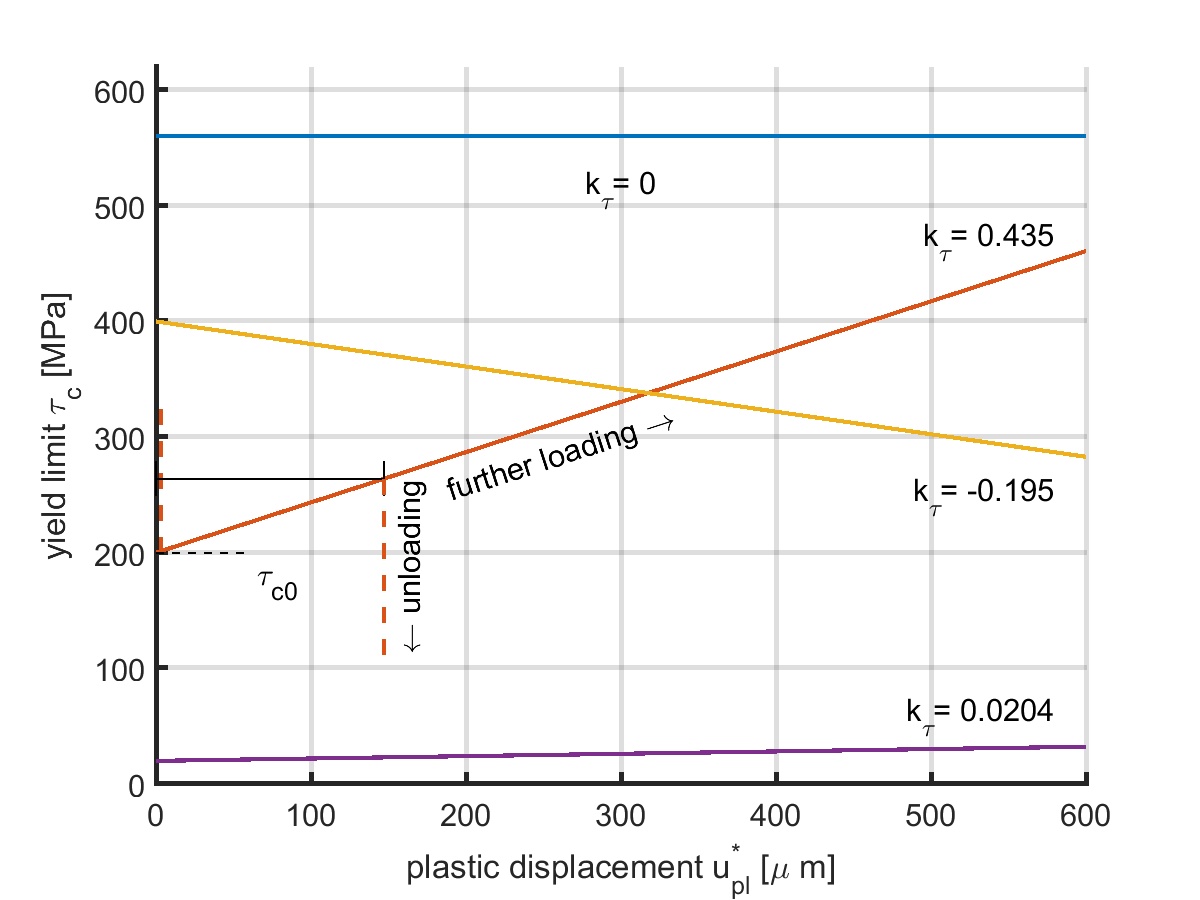 600
500
400
300
200
100
0
0
100
200
300
400
500
600
yield limit τc [MPa]
plastic displacement u*pl [μ m]
kτ= 0
kτ= 0.435
further loading →
kτ= -0.195
← unloading
τc0
kτ= 0.0204